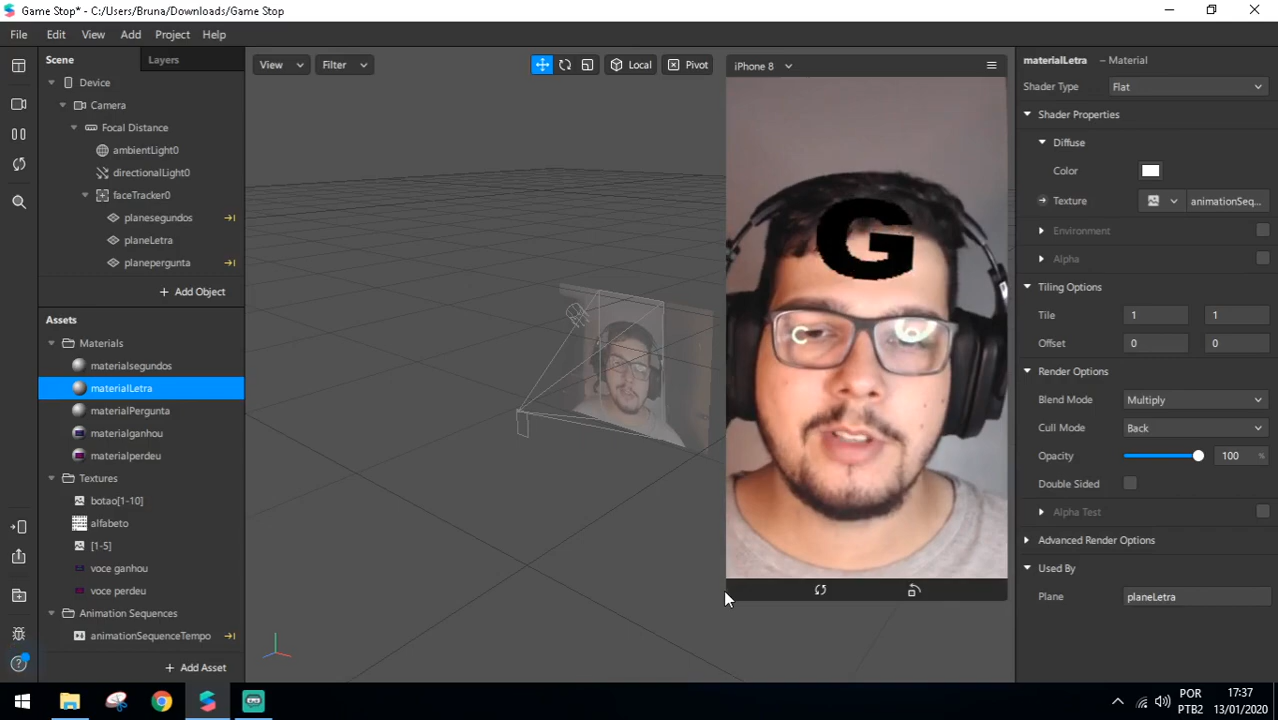 Game Stop* - C:/Users/Bruna/Downloads/Game Stop
File Edit View Add Project Help
Scene Layers
Device
Camera
Focal Distance
ambientLight0
directionalLight0
faceTracker0
planesegundos
planeLetra
planepergunta
+ Add Object
Assets
Materials
materialsegundos
materialLetra
materialPergunta
materialganhou
materialperdeu
Textures
botao[1-10]
alfabeto
[1-5]
voce ganhou
voce perdeu
Animation Sequences
animationSequenceTempo
+ Add Asset
View Filter Local Pivot
iPhone 8
G
materialLetra – Material
Shader Type Flat
Shader Properties
Diffuse
Color
Texture animationSeq...
Environment
Alpha
Tiling Options
Tile 1 1
Offset 0 0
Render Options
Blend Mode Multiply
Cull Mode Back
Opacity 100 %
Double Sided
Alpha Test
Advanced Render Options
Used By
Plane planeLetra
POR
PTB2
17:37
13/01/2020